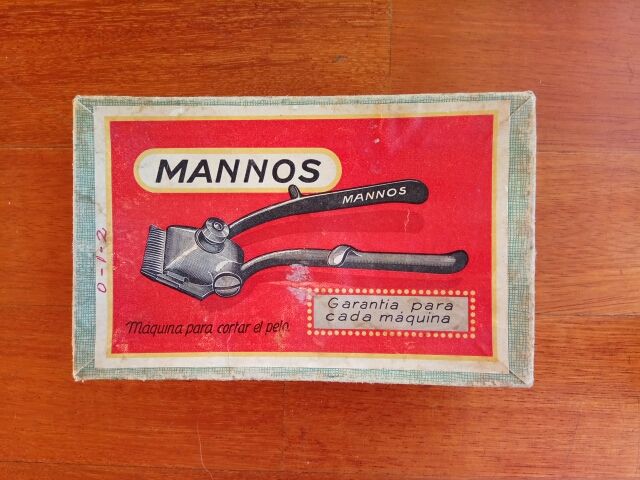 MANNOS
MANNOS
0-1-2
Garantia para
cada máquina
Máquina para cortar el pelo